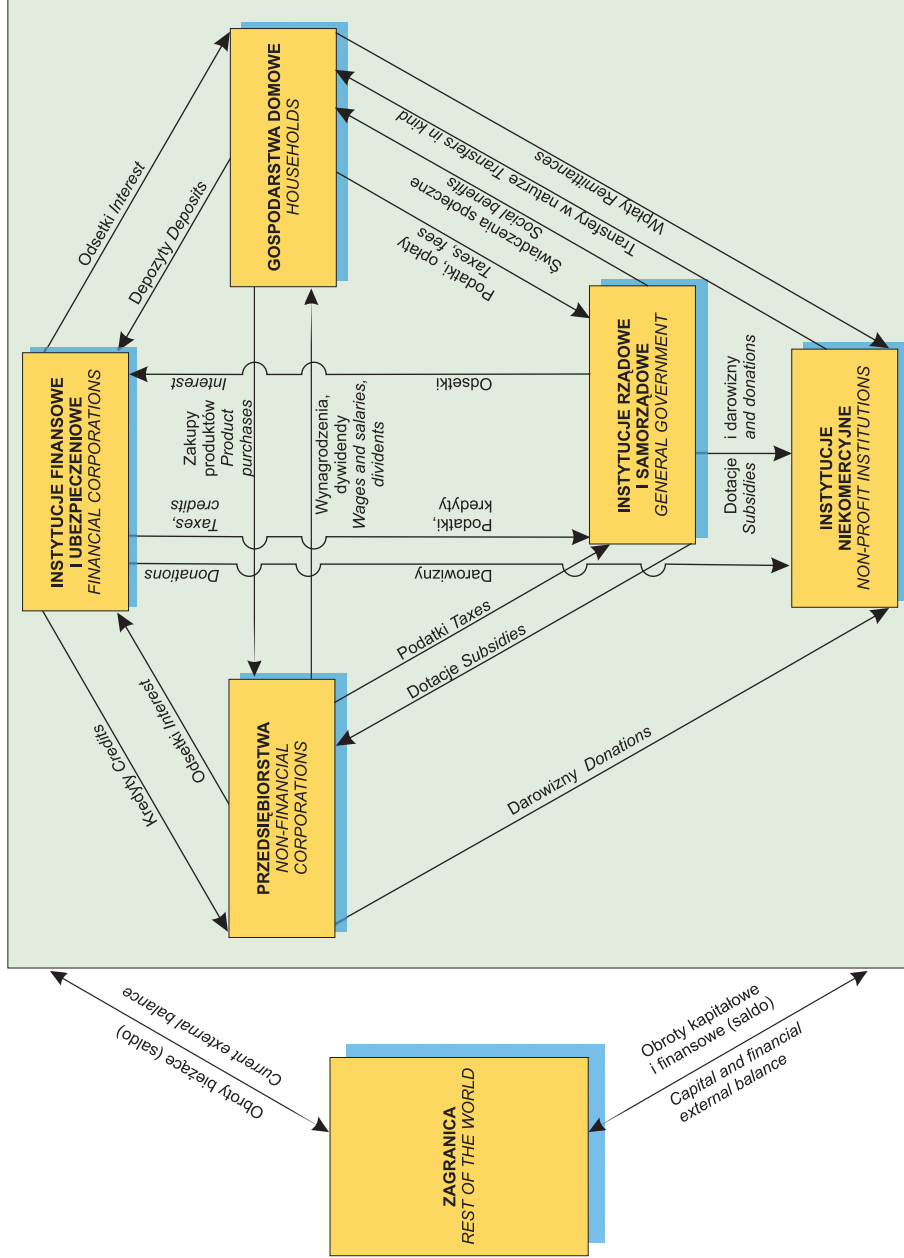 INSTYTUCJE FINANSOWE
I UBEZPIECZENIOWE
FINANCIAL CORPORATIONS
GOSPODARSTWA DOMOWE
HOUSEHOLDS
PRZEDSIĘBIORSTWA
NON-FINANCIAL
CORPORATIONS
INSTYTUCJE RZĄDOWE
I SAMORZĄDOWE
GENERAL GOVERNMENT
INSTYTUCJE
NIEKOMERCYJNE
NON-PROFIT INSTITUTIONS
ZAGRANICA
REST OF THE WORLD
Odsetki Interest
Depozyty Deposits
Kredyty Credits
Odsetki Interest
Zakupy
produktów
Product
purchases
Wynagrodzenia,
dywidendy
Wages and salaries,
dividents
Odsetki
Interest
Podatki,
kredyty
Taxes,
credits
Darowizny
Donations
Podatki, opłaty
Taxes, fees
Świadczenia społeczne
Social benefits
Transfery w naturze Transfers in kind
Wpłaty Remittances
Podatki Taxes
Dotacje Subsidies
Darowizny Donations
Dotacje i darowizny
Subsidies and donations
Obroty bieżące (saldo)
Current external balance
Obroty kapitałowe
i finansowe (saldo)
Capital and financial
external balance